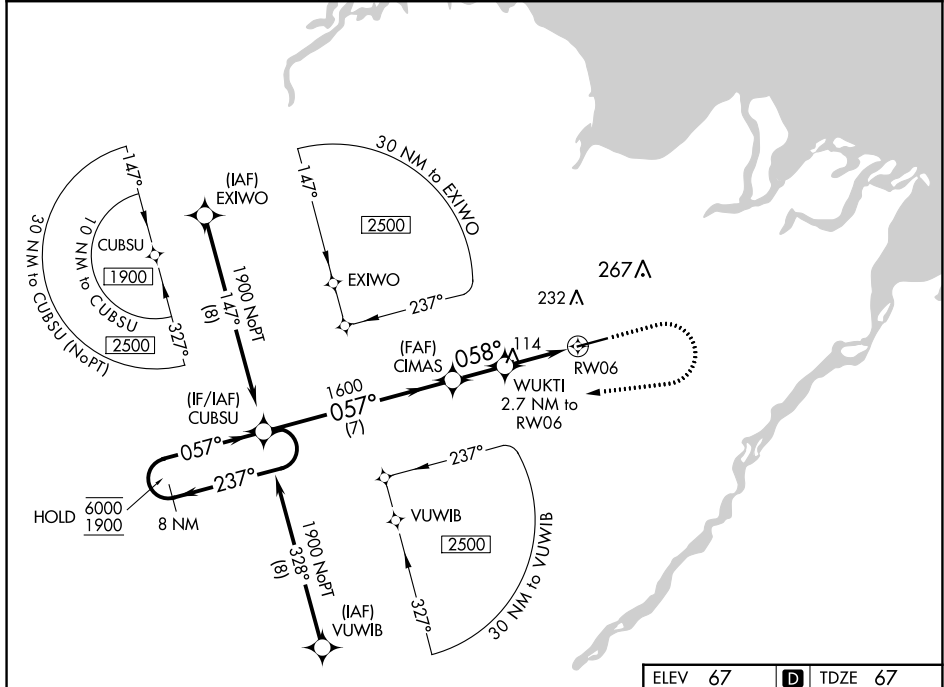 30 NM to EXIWO
147°
2500
EXIWO
237°
(IAF)
EXIWO
147°
CUBSU
1900
10 NM to CUBSU
2500
30 NM to CUBSU (NoPT)
327°
1900 NoPT
147°
(8)
267
232
114
(FAF)
CIMAS
058°
RW06
WUKTI
2.7 NM to
RW06
1600
057°
(7)
(IF/IAF)
CUBSU
057°
237°
HOLD 6000
1900
8 NM
237°
VUWIB
2500
327°
30 NM to VUWIB
1900 NoPT
328°
(8)
(IAF)
VUWIB
ELEV 67 D TDZE 67